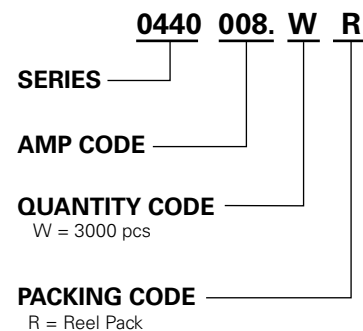 0440 008. W R
SERIES
AMP CODE
QUANTITY CODE
W = 3000 pcs
PACKING CODE
R = Reel Pack